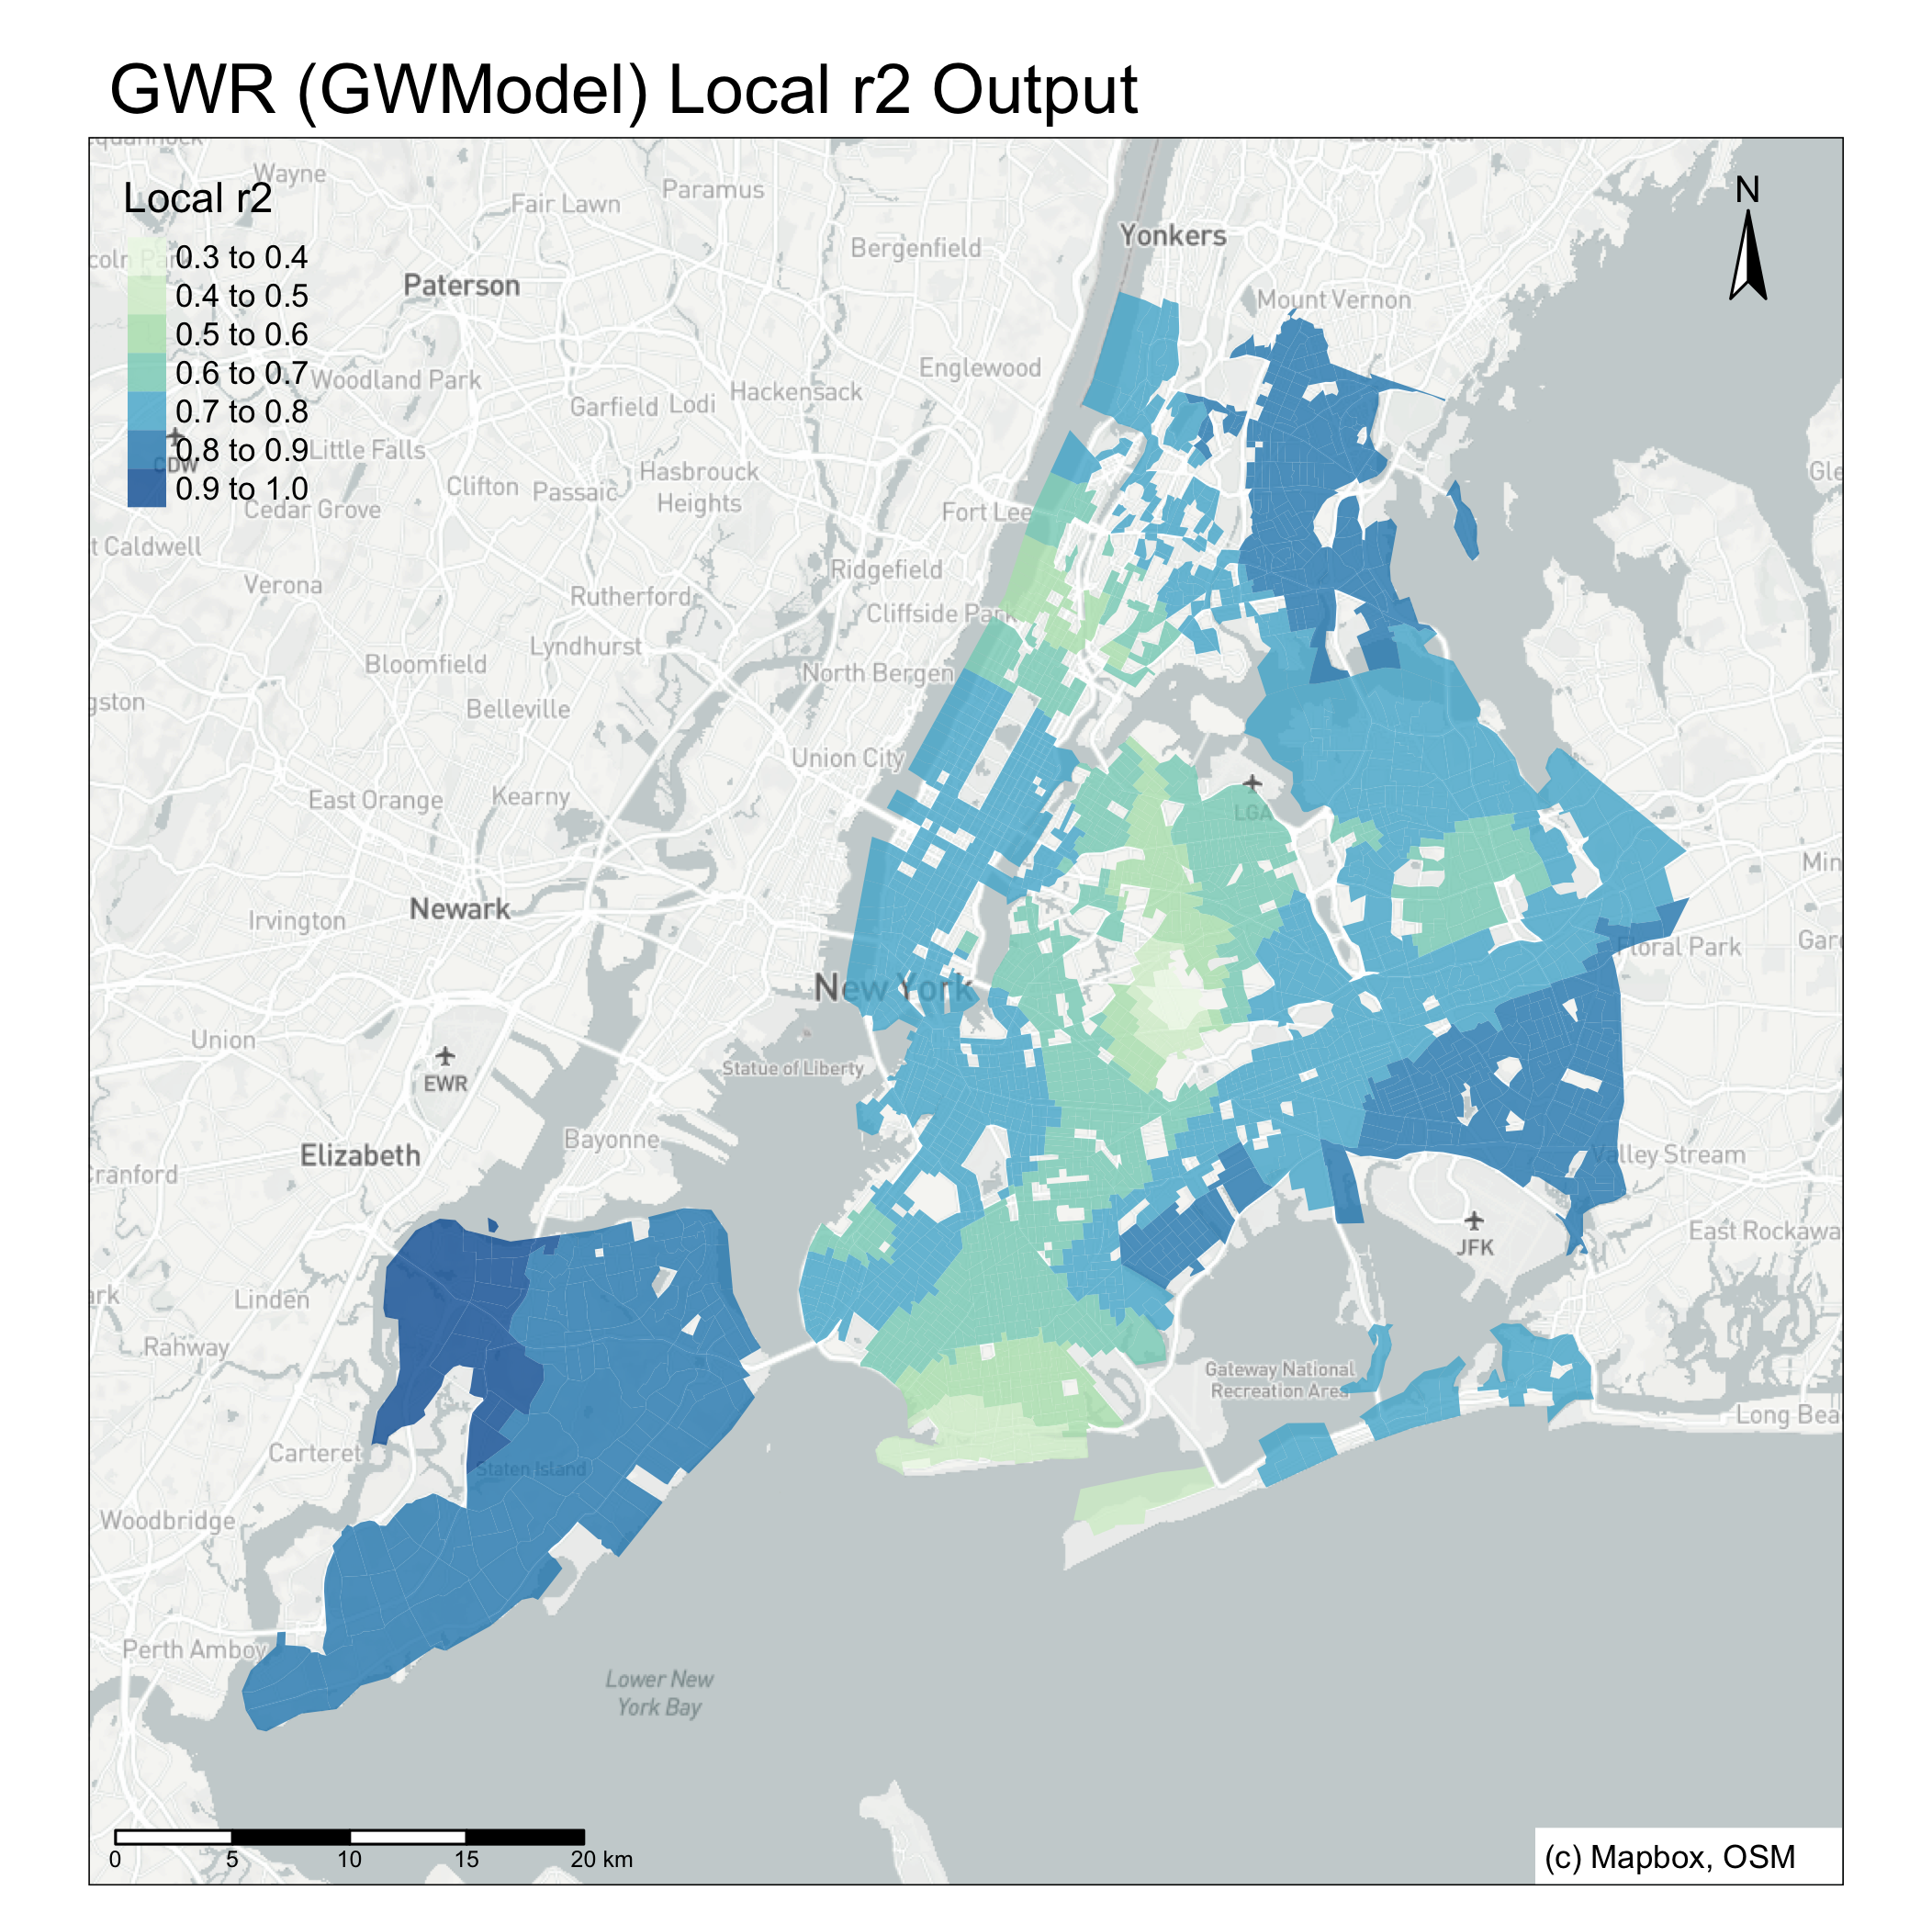 GWR (GWModel) Local r2 Output
Wayne
Paramus
Local r2
Fair Lawn
N
Yonkers
Bergenfield
0.3 to 0.4
Paterson
0.4 to 0.5
Mount Vernon
0.5 to 0.6
Englewood
0.6 to 0.7
Woodland Park
Hackensack
Garfield
Lodi
0.7 to 0.8
CDW
0.8 to 0.9
Little Falls
Hasbrouck
Heights
0.9 to 1.0
Clifton
Passaic
Cedar Grove
Fort Lee
t Caldwell
Ridgefield
Verona
Rutherford
Cliffside Park
Lyndhurst
Bloomfield
North Bergen
gston
Belleville
Union City
LGA
East Orange
Kearny
Min
Newark
Irvington
Floral Park
Gar
New York
Union
EWR
Statue of Liberty
Bayonne
Elizabeth
Valley Stream
Cranford
JFK
East Rockawa
ark
Linden
Rahway
Gateway National
Recreation Area
Long Bea
Carteret
Staten Island
Woodbridge
Perth Amboy
Lower New
York Bay
0 5 10 15 20 km
(c) Mapbox, OSM